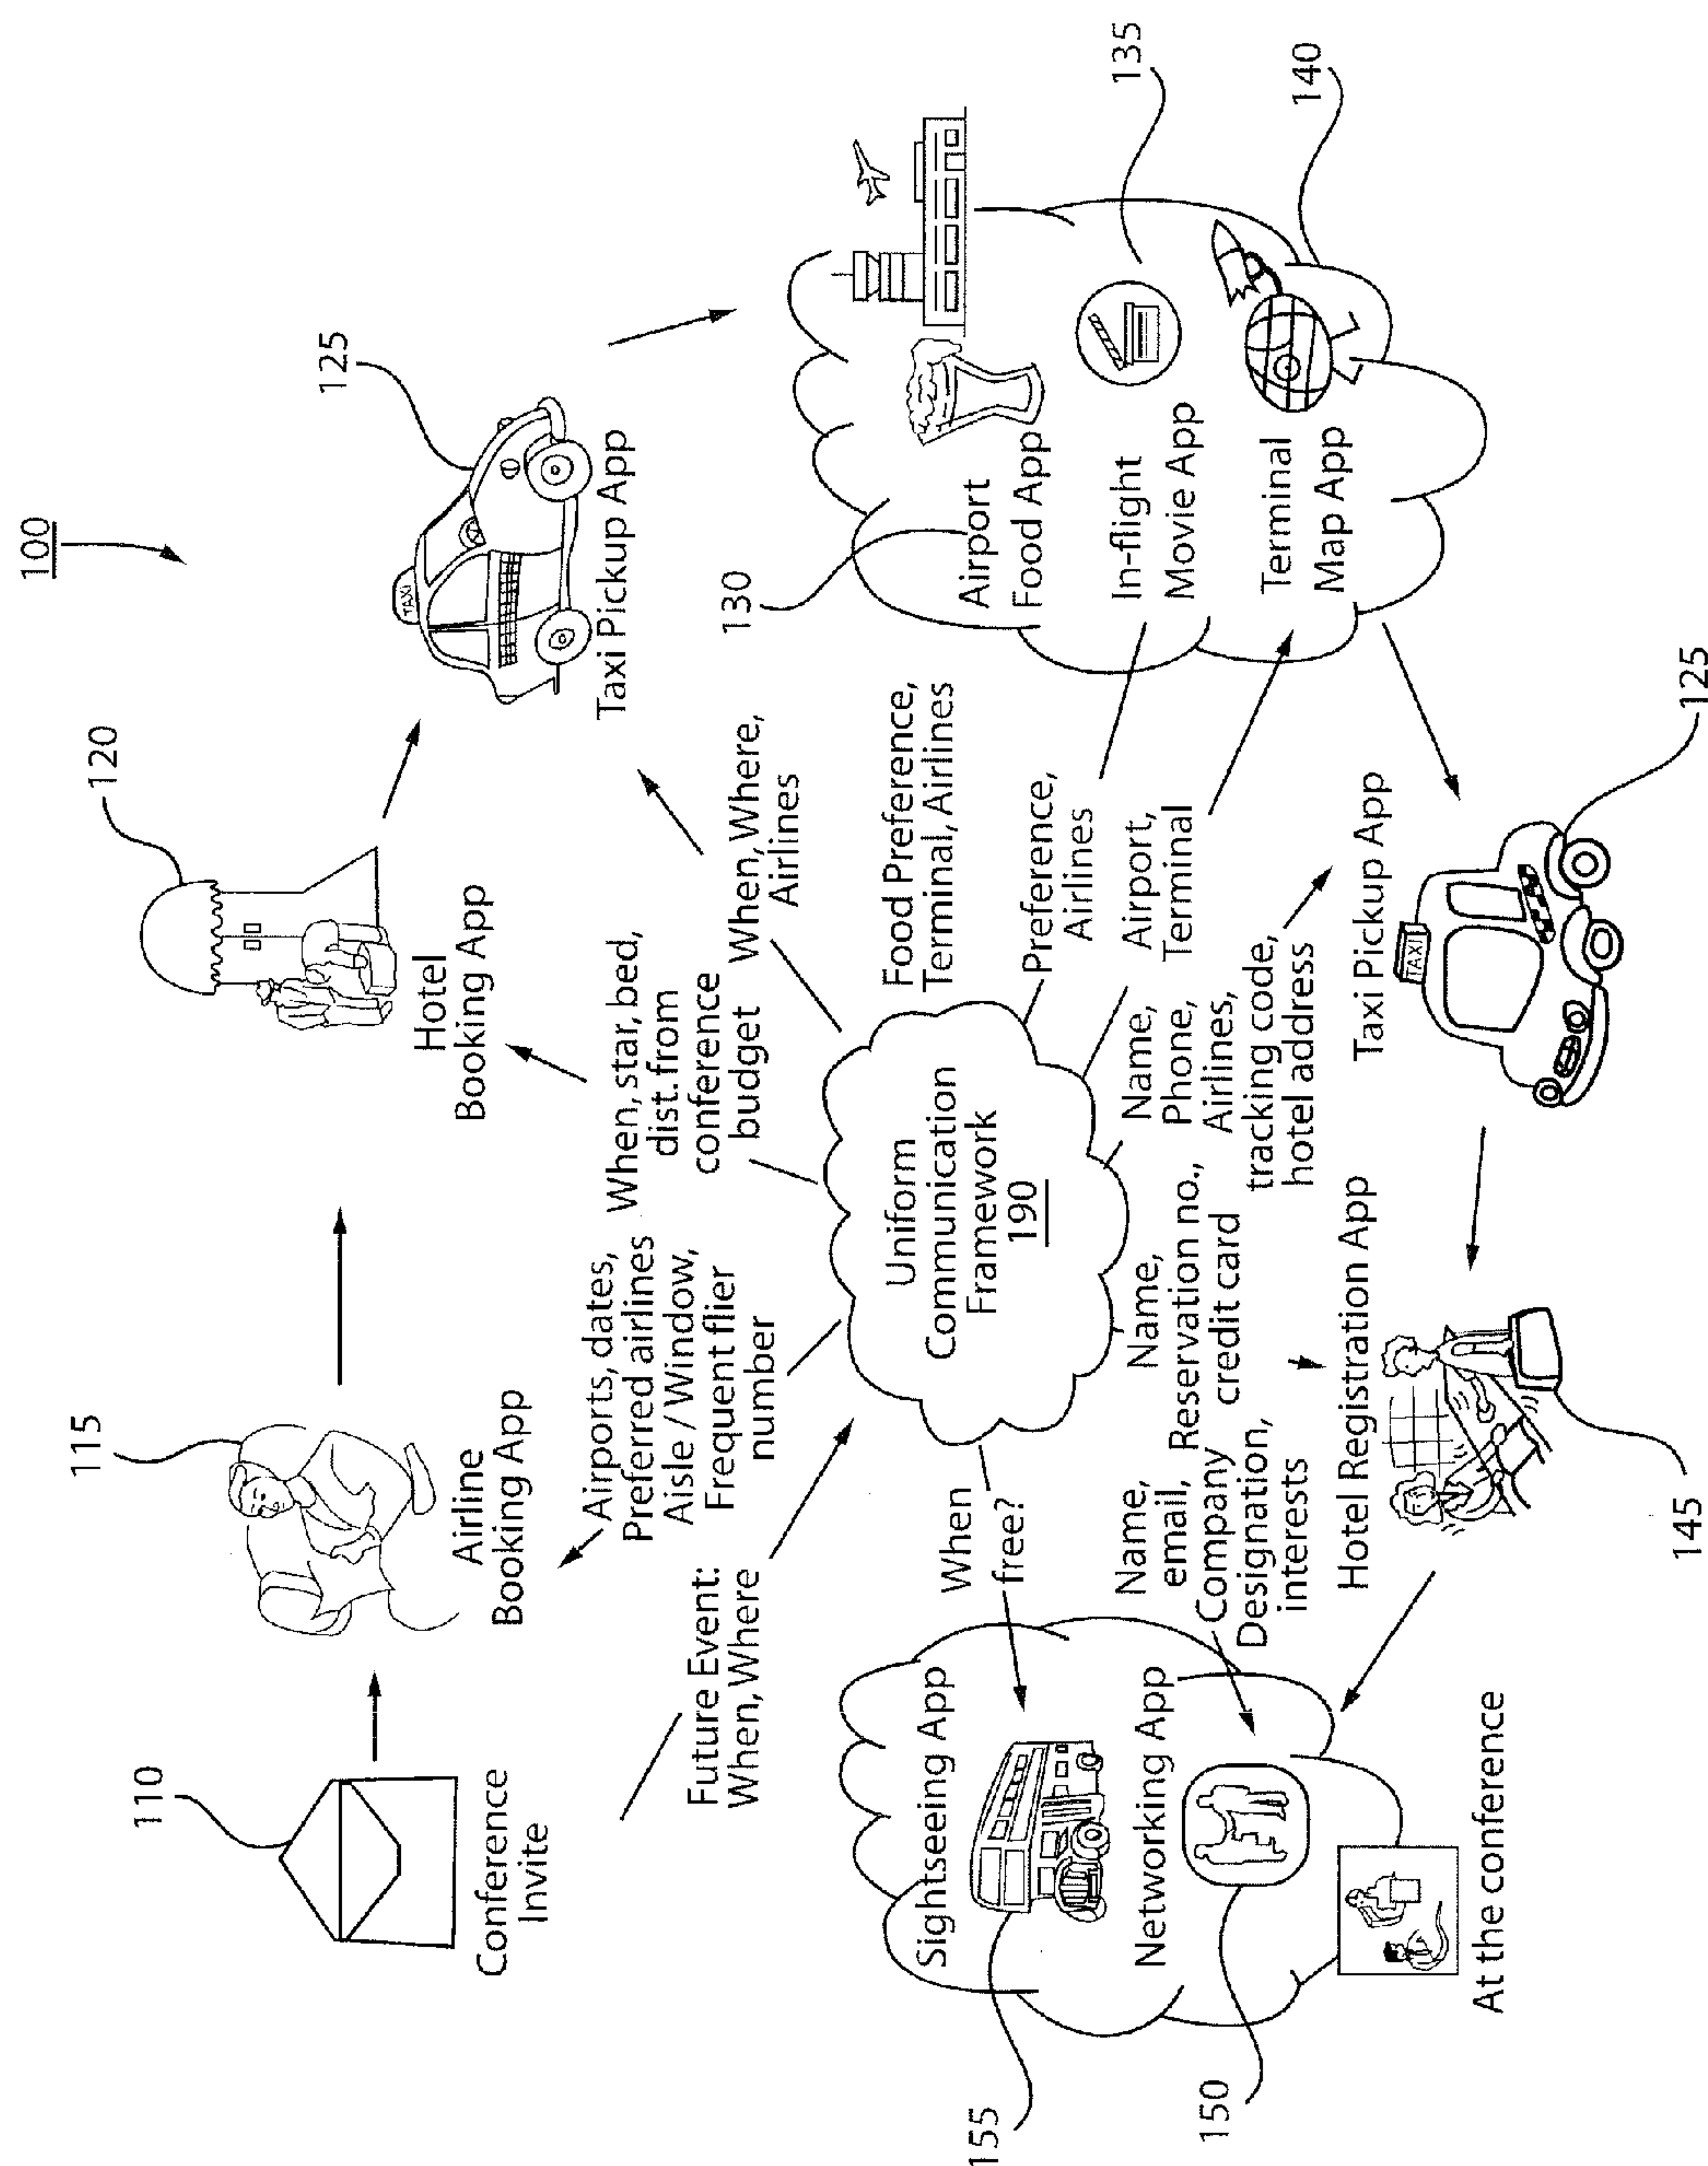 100
110
Conference
Invite
115
Airline
Booking App
120
Hotel
Booking App
125
TAXI
Taxi Pickup App
Future Event:
When, Where
Airports, dates,
Preferred airlines
Aisle / Window,
Frequent flier
number
When, star, bed,
dist. from
conference
budget
When, Where,
Airlines
Food Preference,
Terminal, Airlines
Preference,
Airlines
Airport,
Terminal
Uniform
Communication
Framework
190
130
Airport
Food App
135
In-flight
Movie App
140
Terminal
Map App
Name,
Phone,
Airlines,
tracking code,
hotel address
Name,
Reservation no.,
credit card
When
free?
Name,
email,
Company
Designation,
interests
155
Sightseeing App
150
Networking App
At the conference
Hotel Registration App
145
Taxi Pickup App
TAXI
125